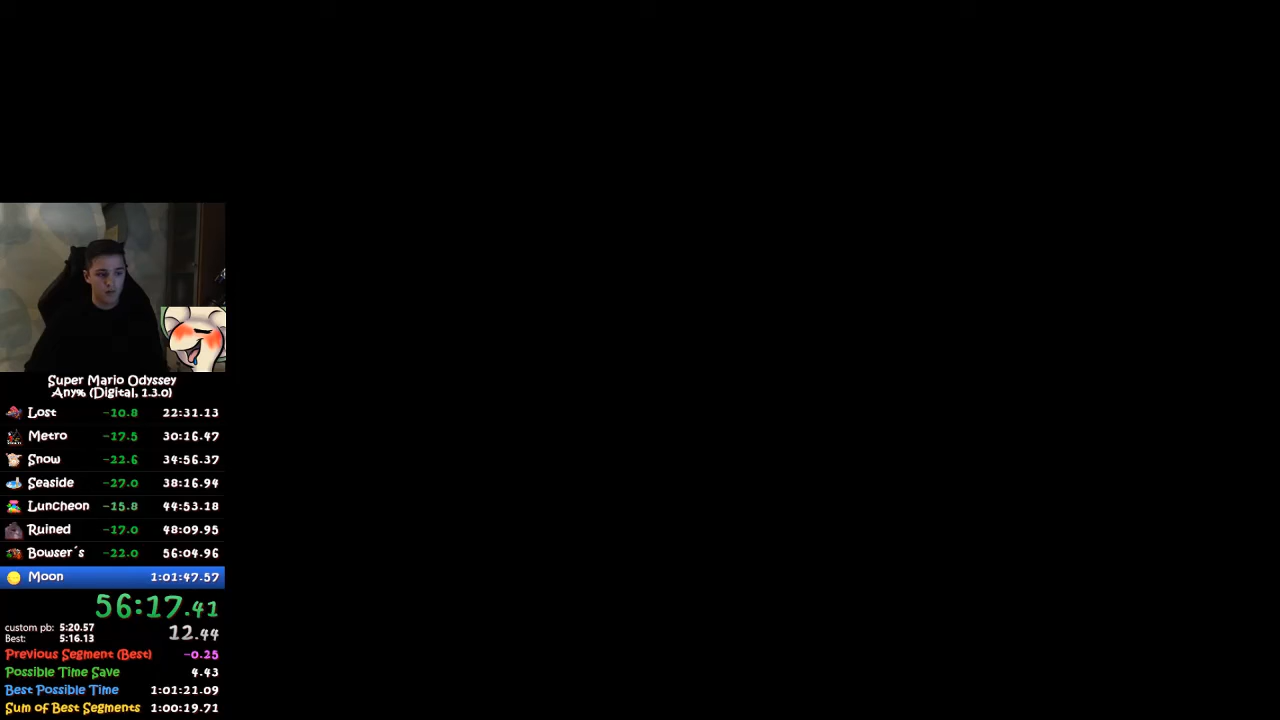 Super Mario Odyssey
Any% (Digital, 1.3.0)
Lost -10.8 22:31.13
Metro -17.5 30:16.47
Snow -22.6 34:56.37
Seaside -27.0 38:16.94
Luncheon -15.8 44:53.18
Ruined -17.0 48:09.95
Bowser´s -22.0 56:04.96
Moon 1:01:47.57
56:17.41
custom pb: 5:20.57
Best: 5:16.13 12.44
Previous Segment (Best) -0.25
Possible Time Save 4.43
Best Possible Time 1:01:21.09
Sum of Best Segments 1:00:19.71